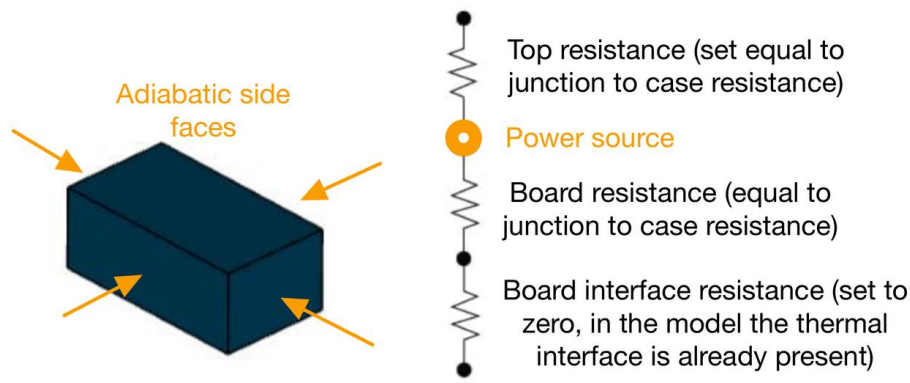 Adiabatic side
faces
Top resistance (set equal to
junction to case resistance)
Power source
Board resistance (equal to
junction to case resistance)
Board interface resistance (set to
zero, in the model the thermal
interface is already present)